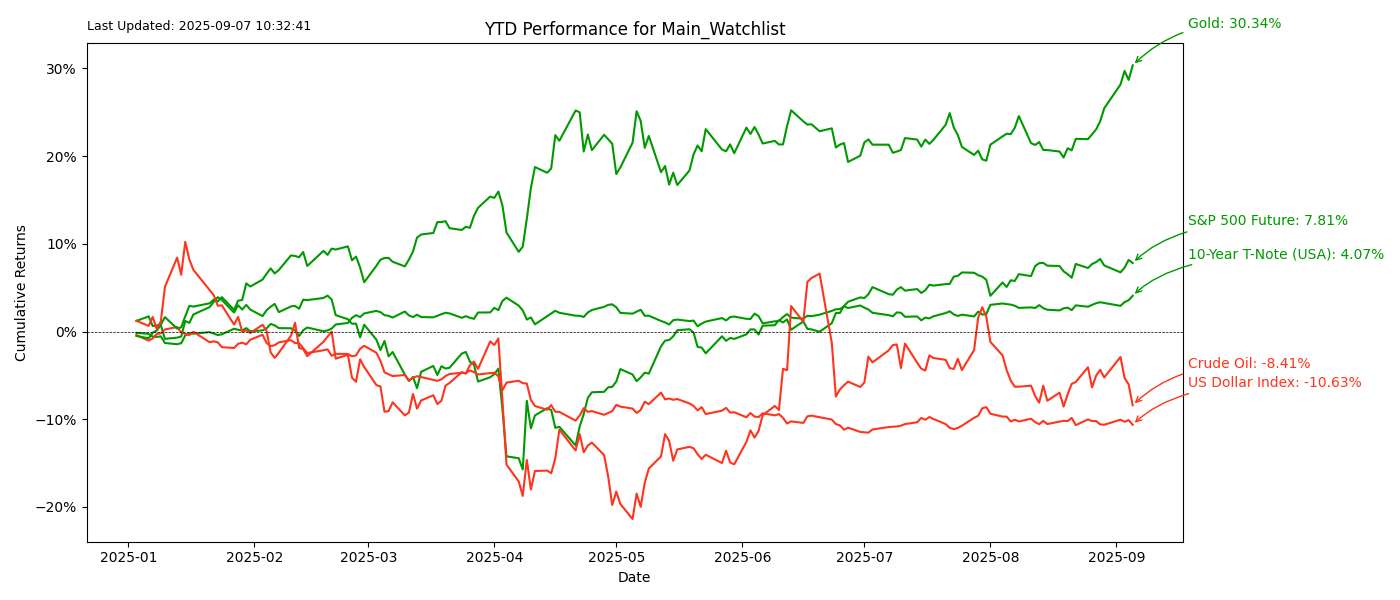 Last Updated: 2025-09-07 10:32:41
YTD Performance for Main_Watchlist
Gold: 30.34%
S&P 500 Future: 7.81%
10-Year T-Note (USA): 4.07%
Crude Oil: -8.41%
US Dollar Index: -10.63%
Cumulative Returns
30%
20%
10%
0%
−10%
−20%
2025-01 2025-02 2025-03 2025-04 2025-05 2025-06 2025-07 2025-08 2025-09
Date